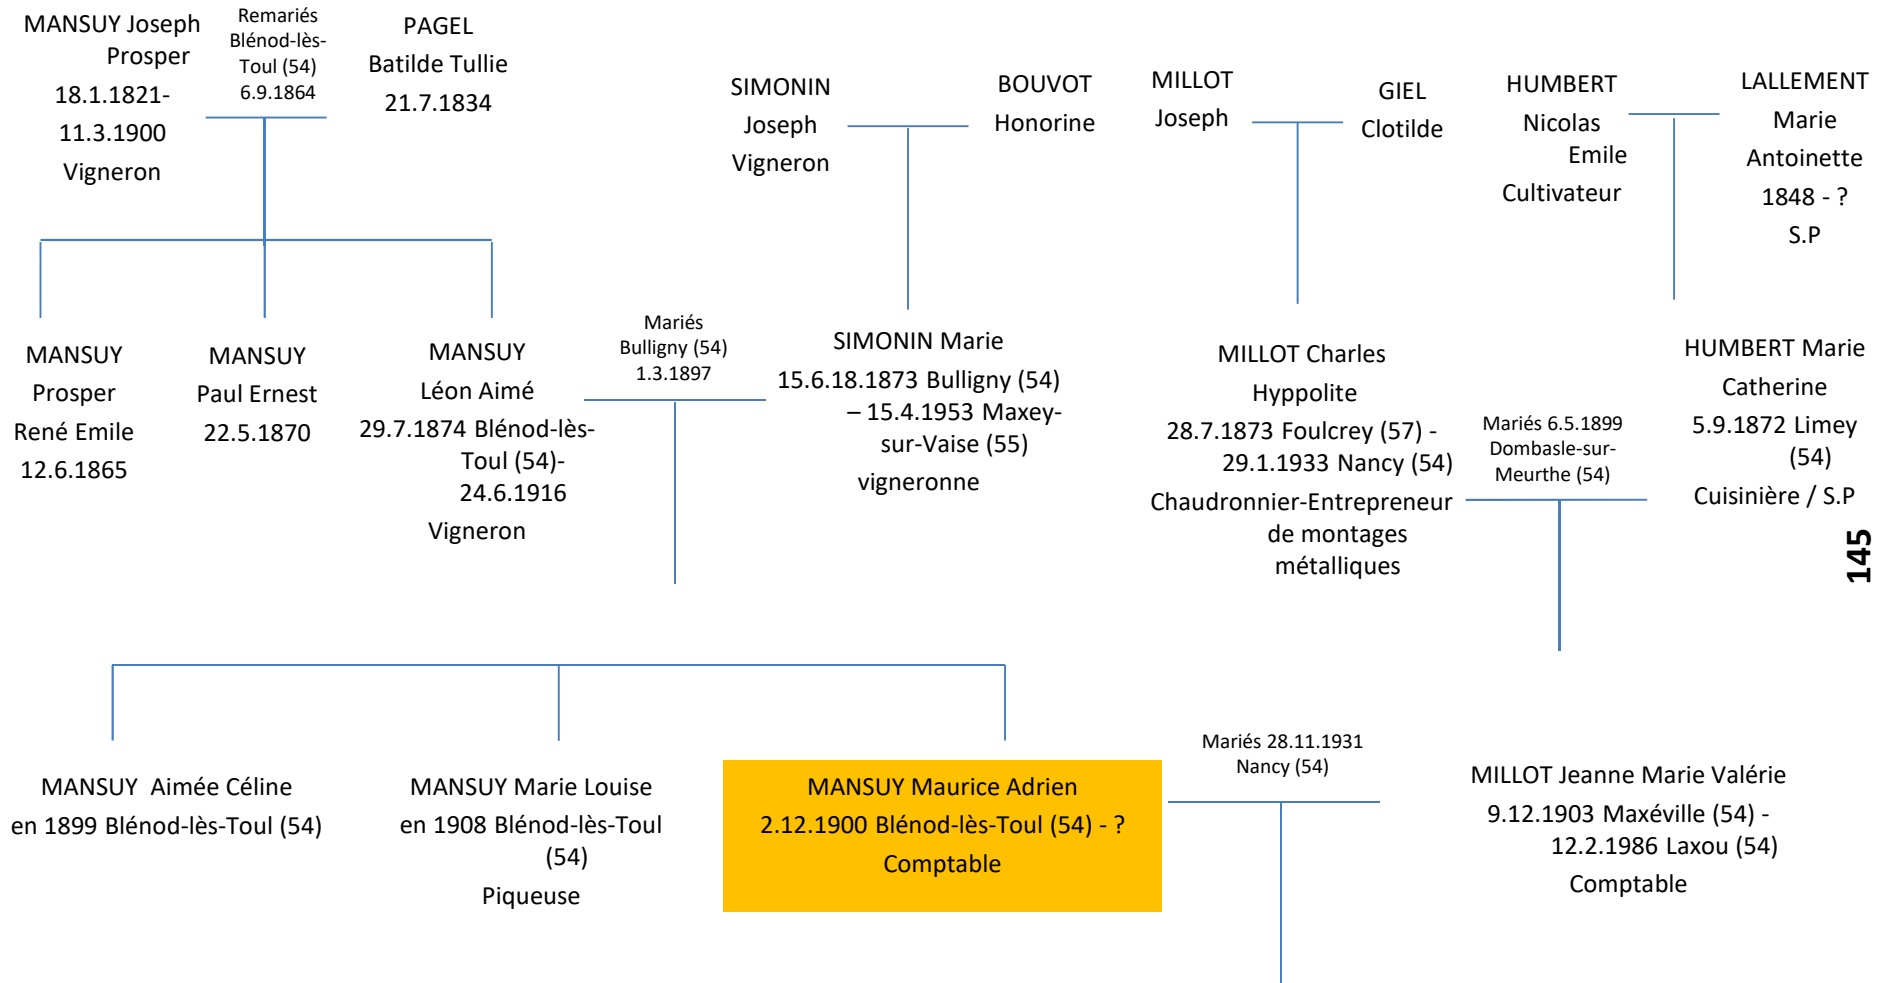 MANSUY Joseph
Prosper
18.1.1821-
11.3.1900
Vigneron
Remariés
Blénod-lès-
Toul (54)
6.9.1864
PAGEL
Batilde Tullie
21.7.1834
SIMONIN
Joseph
Vigneron
BOUVOT
Honorine
MILLOT
Joseph
GIEL
Clotilde
HUMBERT
Nicolas
Emile
Cultivateur
LALLEMENT
Marie
Antoinette
1848 - ?
S.P
MANSUY
Prosper
René Emile
12.6.1865
MANSUY
Paul Ernest
22.5.1870
MANSUY
Léon Aimé
29.7.1874 Blénod-lès-
Toul (54)-
24.6.1916
Vigneron
Mariés
Bulligny (54)
1.3.1897
SIMONIN Marie
15.6.18.1873 Bulligny (54)
– 15.4.1953 Maxey-
sur-Vaise (55)
vigneronne
MILLOT Charles
Hyppolite
28.7.1873 Foulcrey (57) -
29.1.1933 Nancy (54)
Chaudronnier-Entrepreneur
de montages
métalliques
Mariés 6.5.1899
Dombasle-sur-
Meurthe (54)
HUMBERT Marie
Catherine
5.9.1872 Limey
(54)
Cuisinière / S.P
145
MANSUY Aimée Céline
en 1899 Blénod-lès-Toul (54)
MANSUY Marie Louise
en 1908 Blénod-lès-Toul
(54)
Piqueuse
MANSUY Maurice Adrien
2.12.1900 Blénod-lès-Toul (54) - ?
Comptable
Mariés 28.11.1931
Nancy (54)
MILLOT Jeanne Marie Valérie
9.12.1903 Maxéville (54) -
12.2.1986 Laxou (54)
Comptable